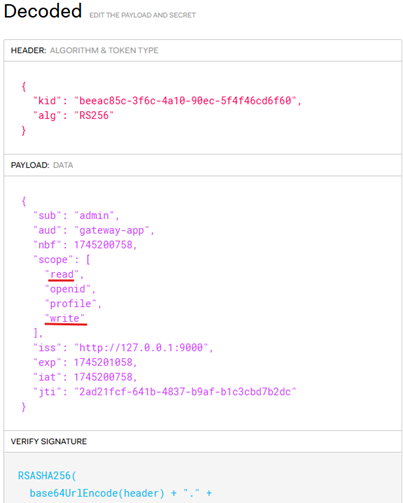 Decoded EDIT THE PAYLOAD AND SECRET
HEADER: ALGORITHM & TOKEN TYPE
{
"kid": "beeac85c-3f6c-4a10-90ec-5f4f46cd6f60",
"alg": "RS256"
}
PAYLOAD: DATA
{
"sub": "admin",
"aud": "gateway-app",
"nbf": 1745200758,
"scope": [
"read",
"openid",
"profile",
"write"
],
"iss": "http://127.0.0.1:9000",
"exp": 1745201058,
"iat": 1745200758,
"jti": "2ad21fcf-641b-4837-b9af-b1c3cbd7b2dc"
}
VERIFY SIGNATURE
RSASHA256(
base64UrlEncode(header) + "." +